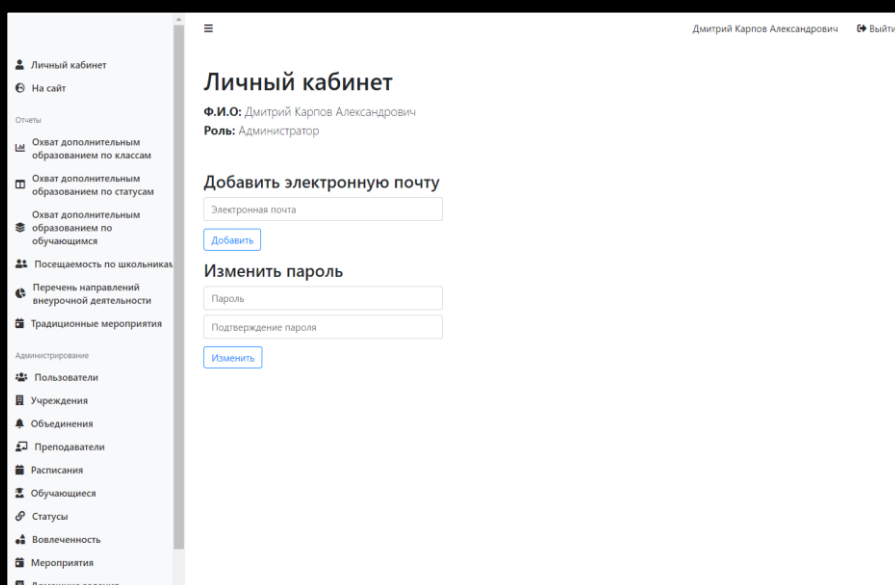 Дмитрий Карпов Александрович
Выйти
Личный кабинет
На сайт
Отчеты
Охват дополнительным
образованием по классам
Охват дополнительным
образованием по статусам
Охват дополнительным
образованием по
обучающимся
Посещаемость по школьникам
Перечень направлений
внеурочной деятельности
Традиционные мероприятия
Администрирование
Пользователи
Учреждения
Объединения
Преподаватели
Расписания
Обучающиеся
Статусы
Вовлеченность
Мероприятия
Домашние задания
Личный кабинет
Ф.И.О: Дмитрий Карпов Александрович
Роль: Администратор
Добавить электронную почту
Электронная почта
Добавить
Изменить пароль
Пароль
Подтверждение пароля
Изменить